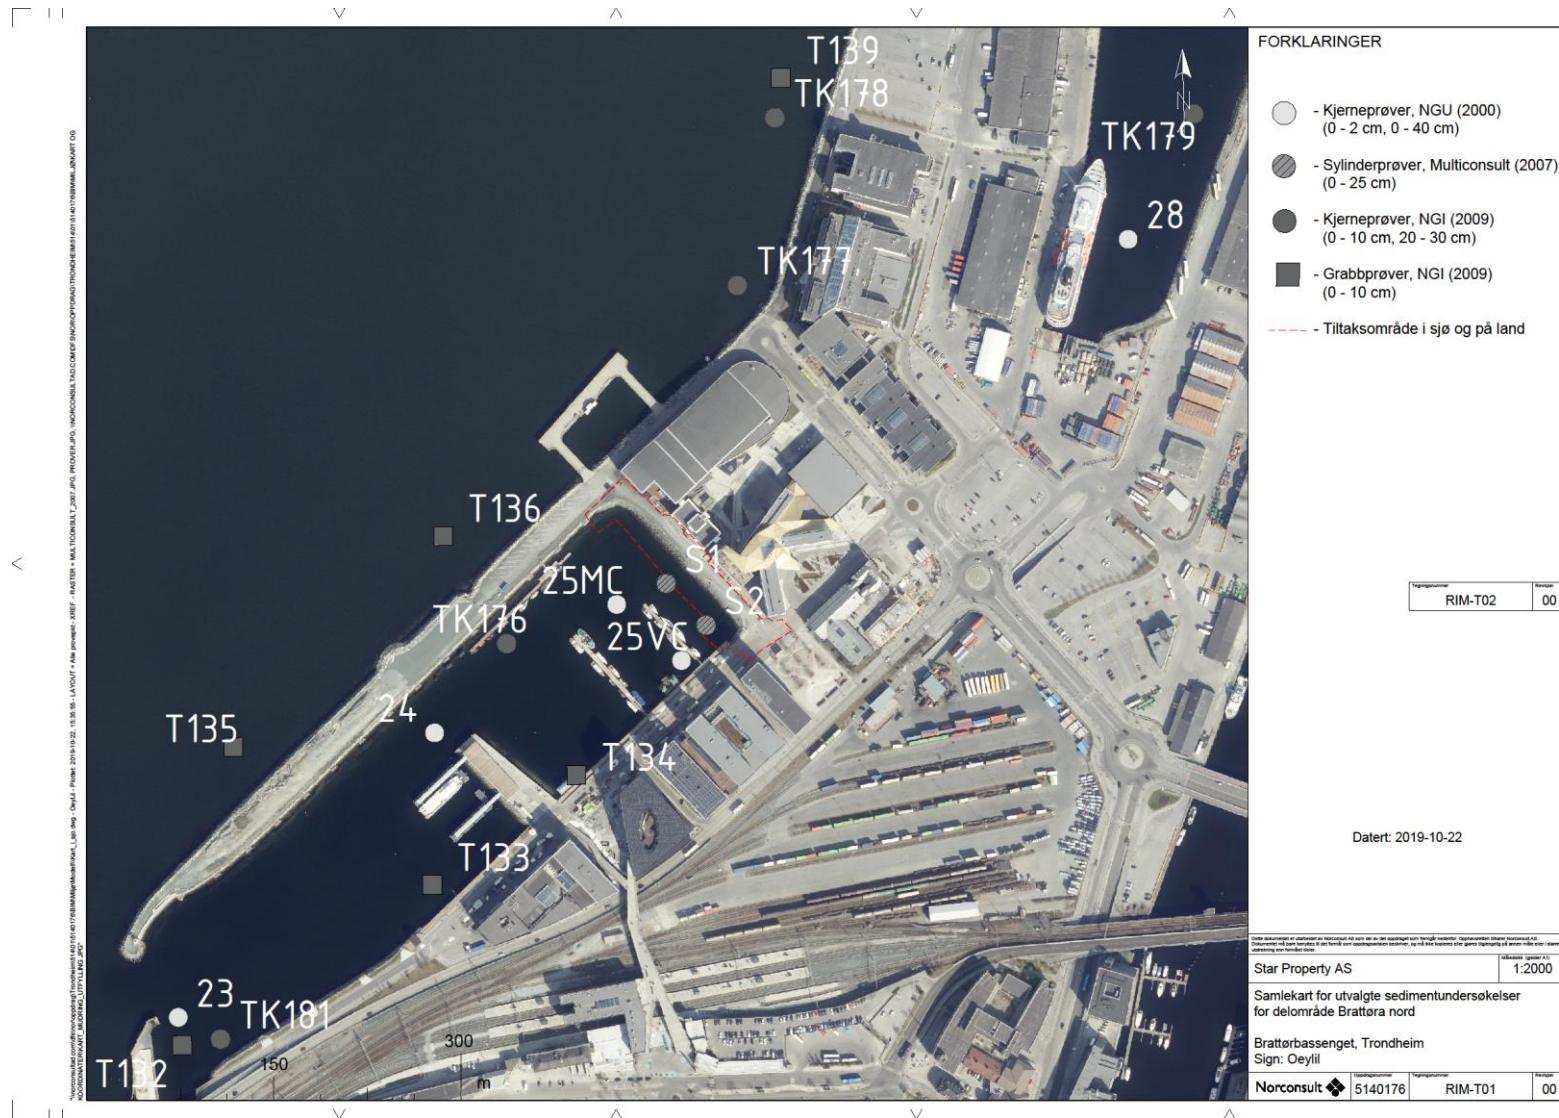 T139
TK178
TK179
28
TK177
T136
S1
25MC
S2
TK176
25VC
24
T135
T134
T133
23
TK181
T132
150
300
m
N
FORKLARINGER
- Kjerneprøver, NGU (2000)
(0 - 2 cm, 0 - 40 cm)
- Sylinderprøver, Multiconsult (2007)
(0 - 25 cm)
- Kjerneprøver, NGI (2009)
(0 - 10 cm, 20 - 30 cm)
- Grabbprøver, NGI (2009)
(0 - 10 cm)
- Tiltaksområde i sjø og på land
Tegningsnummer
RIM-T02
00
Datert: 2019-10-22
Star Property AS
1:2000
Samlekart for utvalgte sedimentundersøkelser
for delområde Brattøra nord
Brattørbassenget, Trondheim
Sign: Oeylil
Norconsult
Oppdragsnummer
5140176
Tegningsnummer
RIM-T01
00